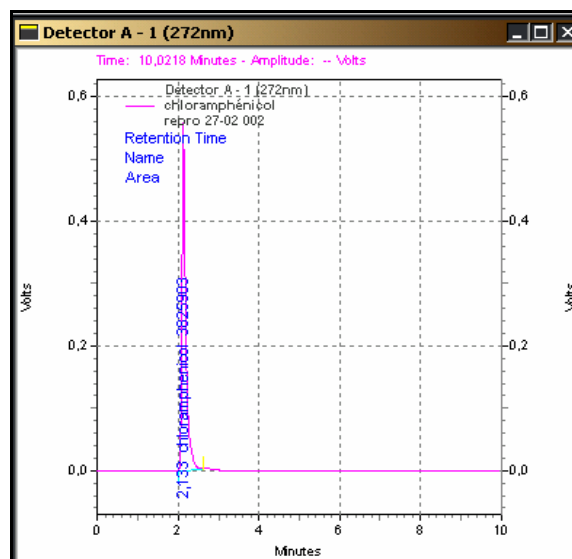 Detector A - 1 (272nm)
Time: 10,0218 Minutes - Amplitude: -- Volts
Detector A - 1 (272nm)
chloramphenicol
repro 27-02 002
Retention Time
Name
Area
0,6
0,4
0,2
0,0
Volts
0,6
0,4
0,2
0,0
Volts
2,133 chloramphenicol
0
2
4
6
8
10
Minutes